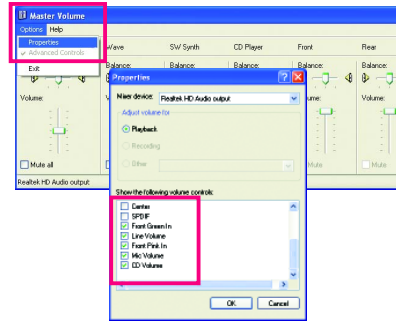 Master Volume
Options Help
Properties
Advanced Controls
Exit
Wave
SW Synth
CD Player
Front
Rear
Balance:
Balance:
Balance:
Balance:
Balance:
Volume:
Volume:
Mute all
Mute
Mute
Realtek HD Audio output
Properties
Mixer device:
Realtek HD Audio output
Adjust volume for
Playback
Recording
Other
Show the following volume controls:
Center
SPDIF
Front Green In
Line Volume
Front Pink In
Mic Volume
CD Volume
OK
Cancel